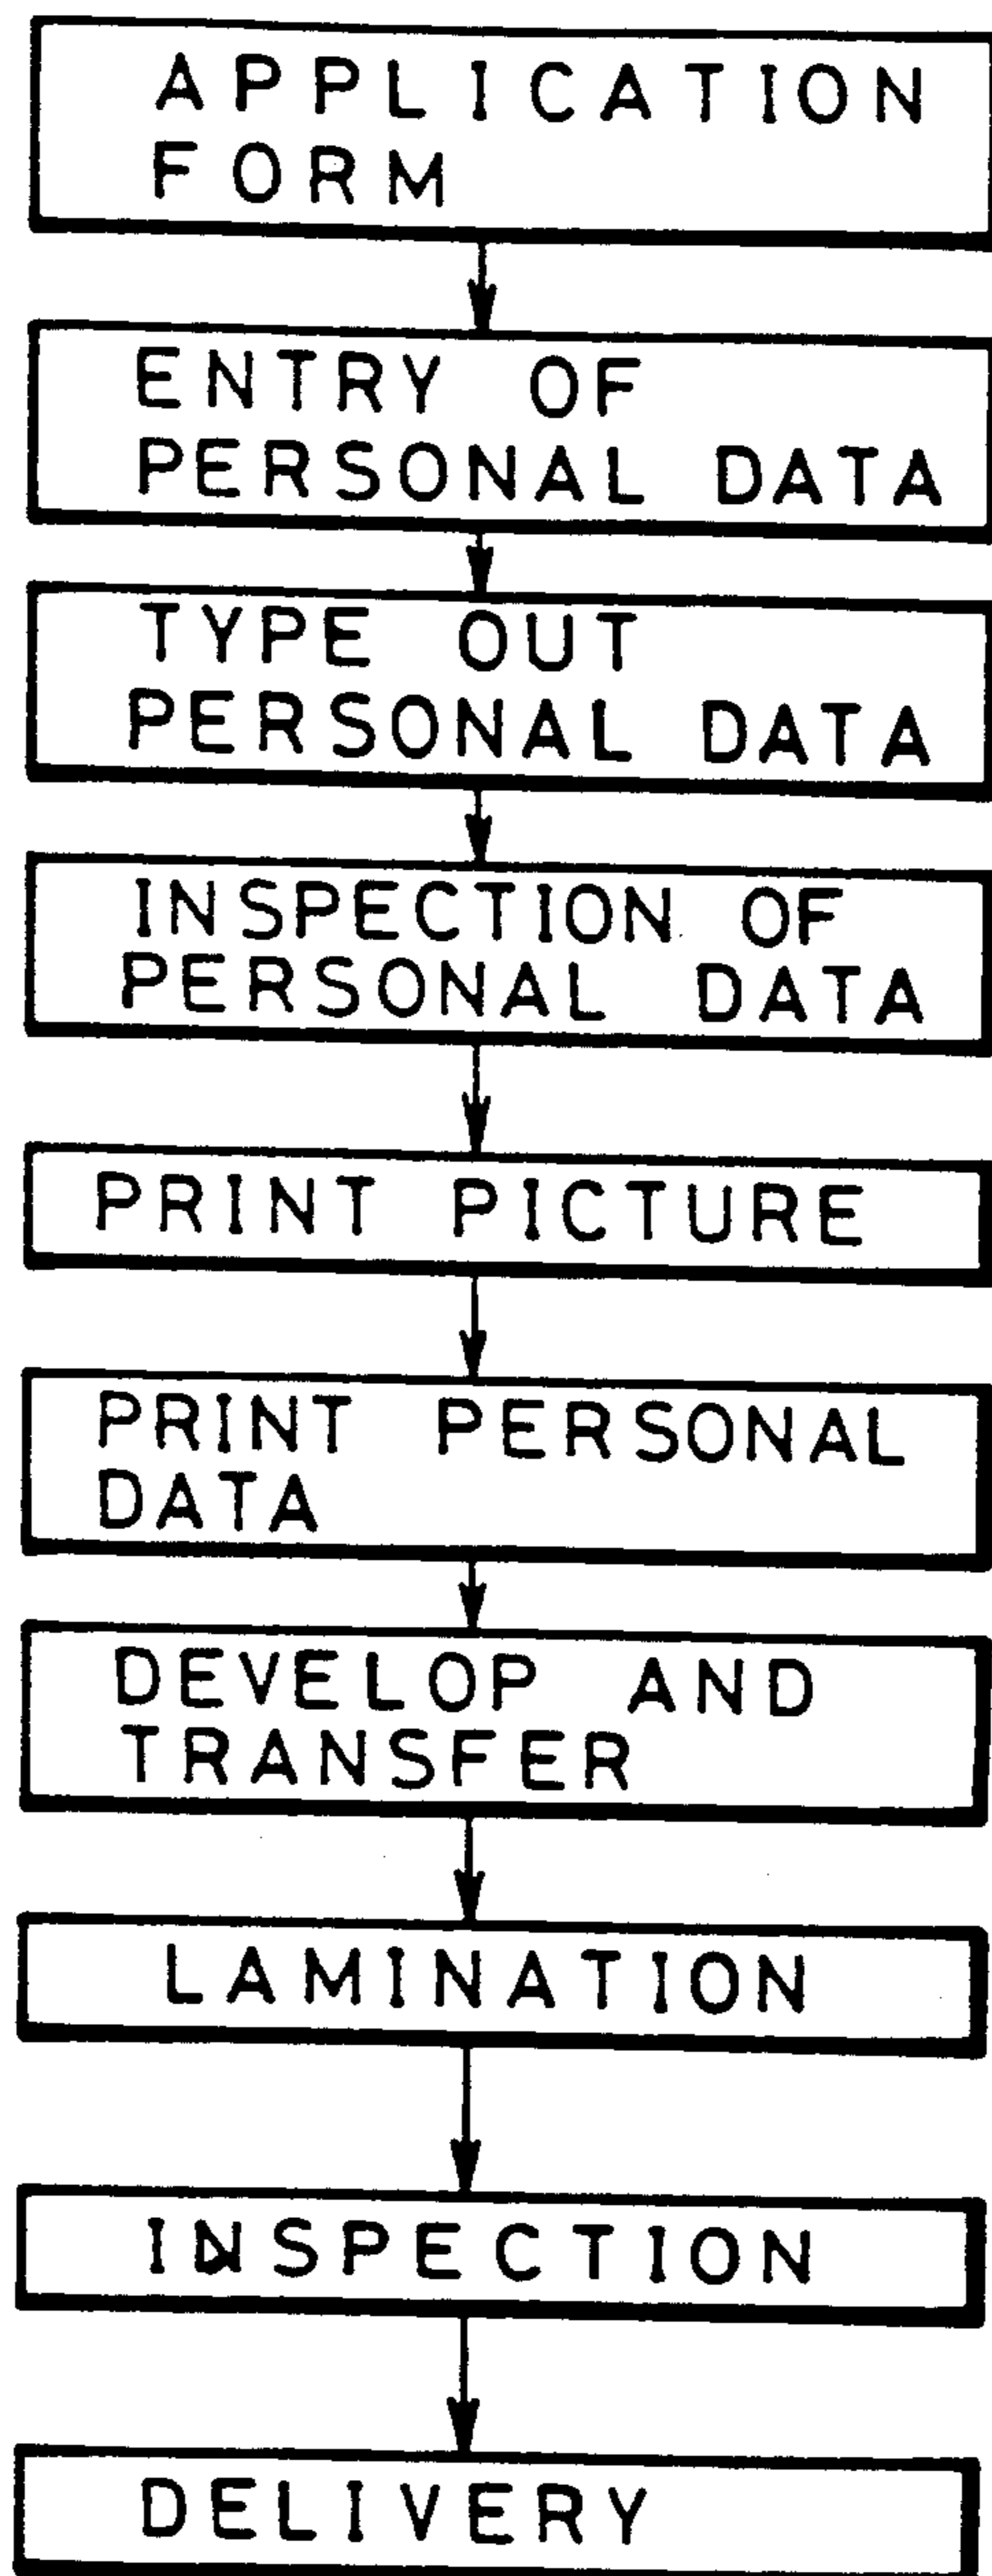 APPLICATION
FORM
ENTRY OF
PERSONAL DATA
TYPE OUT
PERSONAL DATA
INSPECTION OF
PERSONAL DATA
PRINT PICTURE
PRINT PERSONAL
DATA
DEVELOP AND
TRANSFER
LAMINATION
INSPECTION
DELIVERY